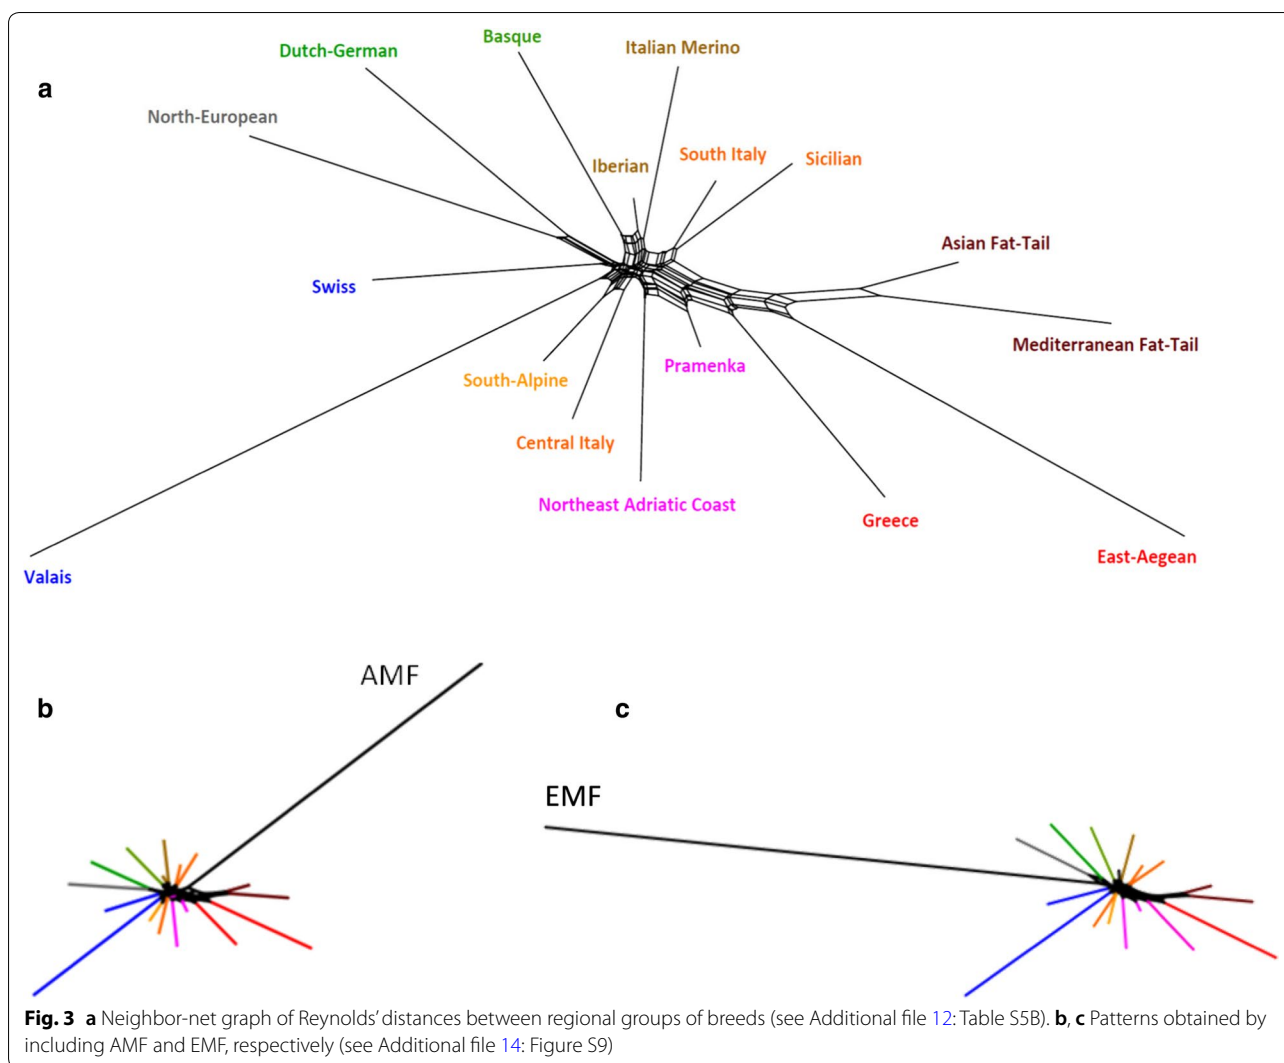 a
Basque
Dutch-German
Italian Merino
North-European
Iberian
South Italy
Sicilian
Asian Fat-Tail
Swiss
Mediterranean Fat-Tail
Pramenka
South-Alpine
Central Italy
Northeast Adriatic Coast
Greece
East-Aegean
Valais
b
AMF
c
EMF
Fig. 3 a Neighbor-net graph of Reynolds’ distances between regional groups of breeds (see Additional file 12: Table S5B). b, c Patterns obtained by
including AMF and EMF, respectively (see Additional file 14: Figure S9)